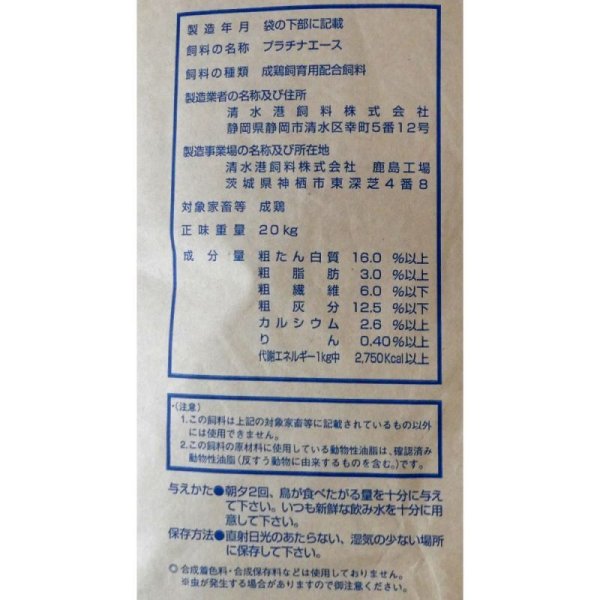 製造年月 袋の下部に記載
飼料の名称 プラチナエース
飼料の種類 成鶏飼育用配合飼料
製造業者の名称及び住所
清水港飼料株式会社
静岡県静岡市清水区幸町5番12号
製造事業場の名称及び所在地
清水港飼料株式会社 鹿島工場
茨城県神栖市東深芝4番8
対象家畜等 成鶏
正味重量 20kg
成分量 粗たん白質 16.0 %以上
粗脂肪 3.0 %以上
粗繊維 6.0 %以下
粗灰分 12.5 %以下
カルシウム 2.6 %以上
りん 0.40%以上
代謝エネルギー1kg中 2,750Kcal以上
・(注意)
1.この飼料は上記の対象家畜等に記載されているもの以外
には使用できません。
2.この飼料の原材料に使用している動物性油脂は、確認済み
動物性油脂(反すう動物に由来するものを含む。)です。
与えかた●朝夕2回、鳥が食べたがる量を十分に与え
て下さい。いつも新鮮な飲み水を十分に用
意して下さい。
保存方法●直射日光のあたらない、湿気の少ない場所
に保存して下さい。
◎合成着色料・合成保存料などは使用しておりません。
※虫が発生する場合がありますので御注意ください。